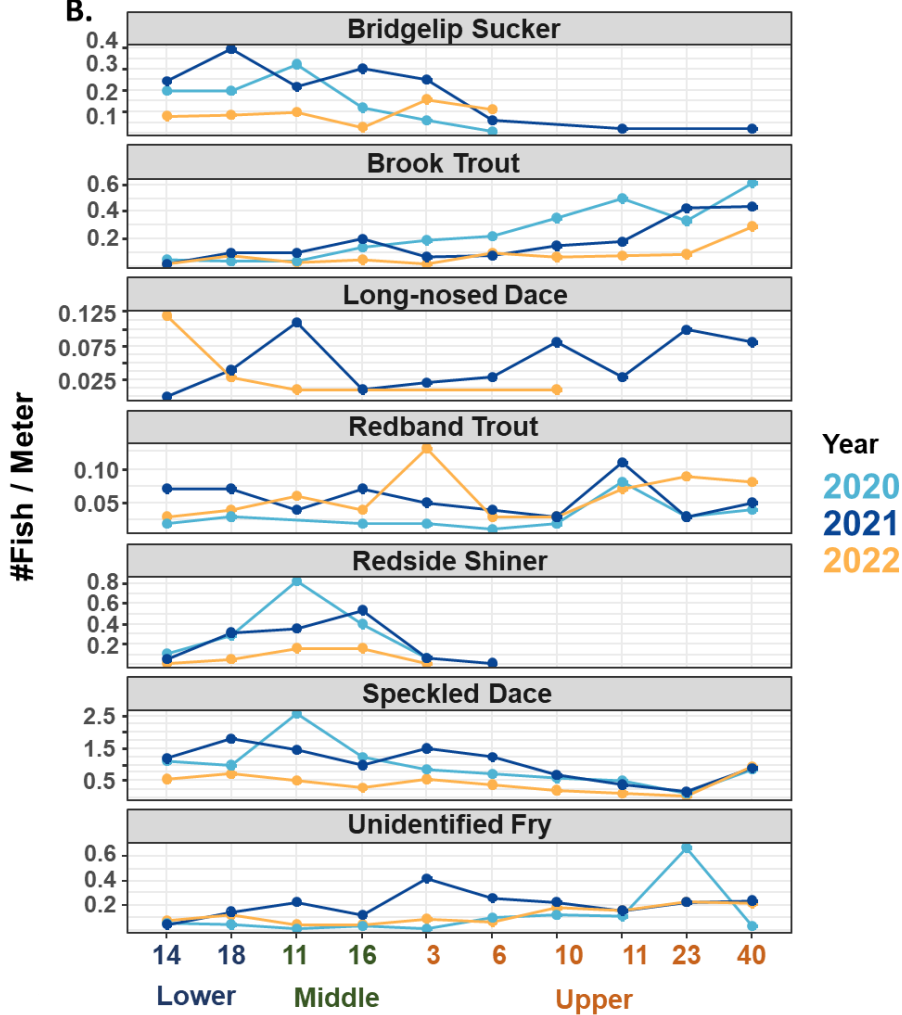 B.
Bridgelip Sucker
0.4
0.3
0.2
0.1
Brook Trout
0.6
0.4
0.2
Long-nosed Dace
0.125
0.075
0.025
Redband Trout
0.10
0.05
Redside Shiner
0.8
0.6
0.4
0.2
Speckled Dace
2.5
1.5
0.5
Unidentified Fry
0.6
0.4
0.2
14 18 11 16 3 6 10 11 23 40
Lower Middle Upper
#Fish / Meter
Year
2020
2021
2022